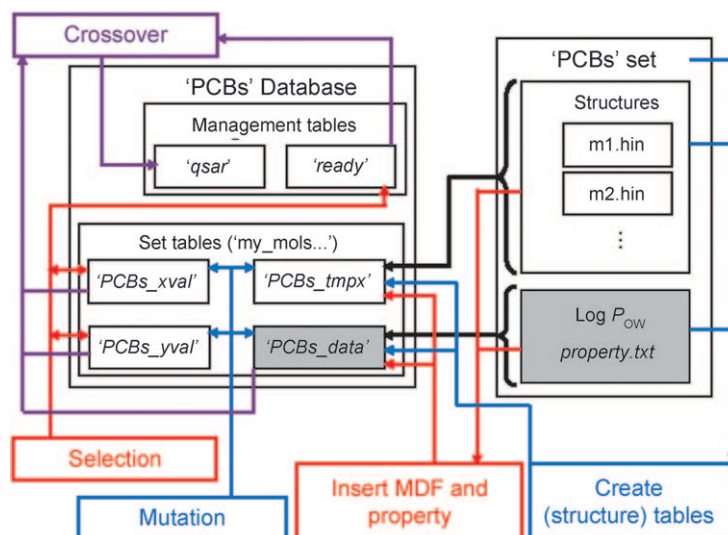 Crossover
'PCBs' Database
Management tables
'qsar'
'ready'
Set tables ('my_mols...')
'PCBs_xval'
'PCBs_tmpx'
'PCBs_yval'
'PCBs_data'
'PCBs' set
Structures
m1.hin
m2.hin
⋮
Log POW
property.txt
Selection
Mutation
Insert MDF and
property
Create
(structure) tables